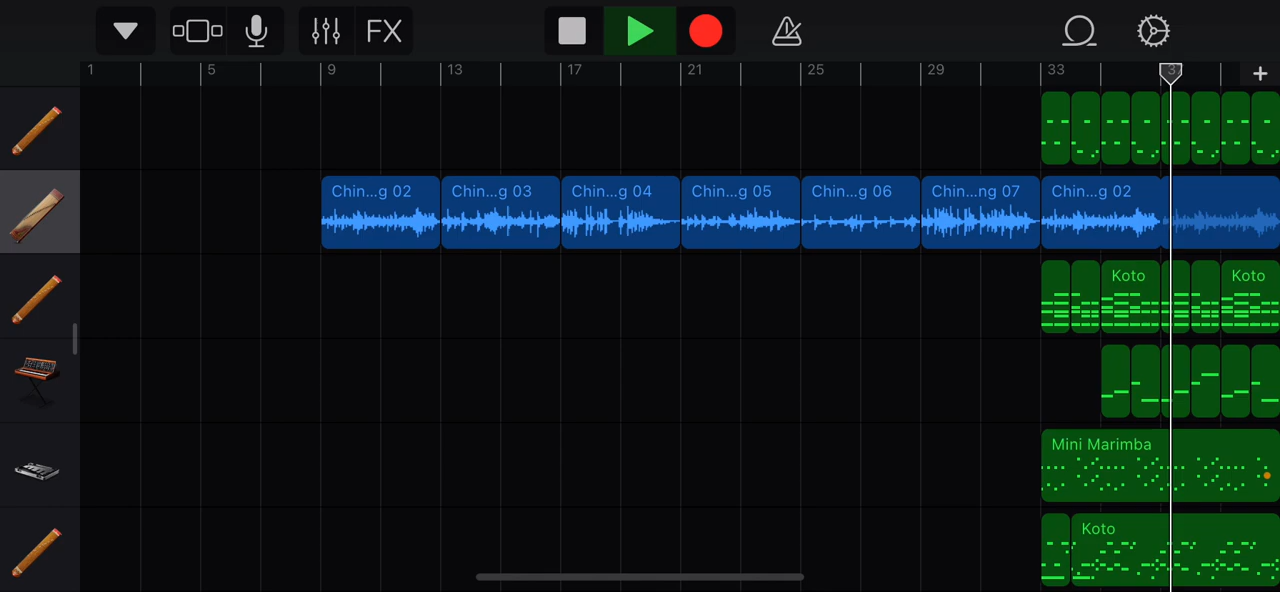 FX
1 5 9 13 17 21 25 29 33 37
Chin...g 02 Chin...g 03 Chin...g 04 Chin...g 05 Chin...g 06 Chin...ng 07 Chin...g 02
Koto Koto
Mini Marimba
Koto